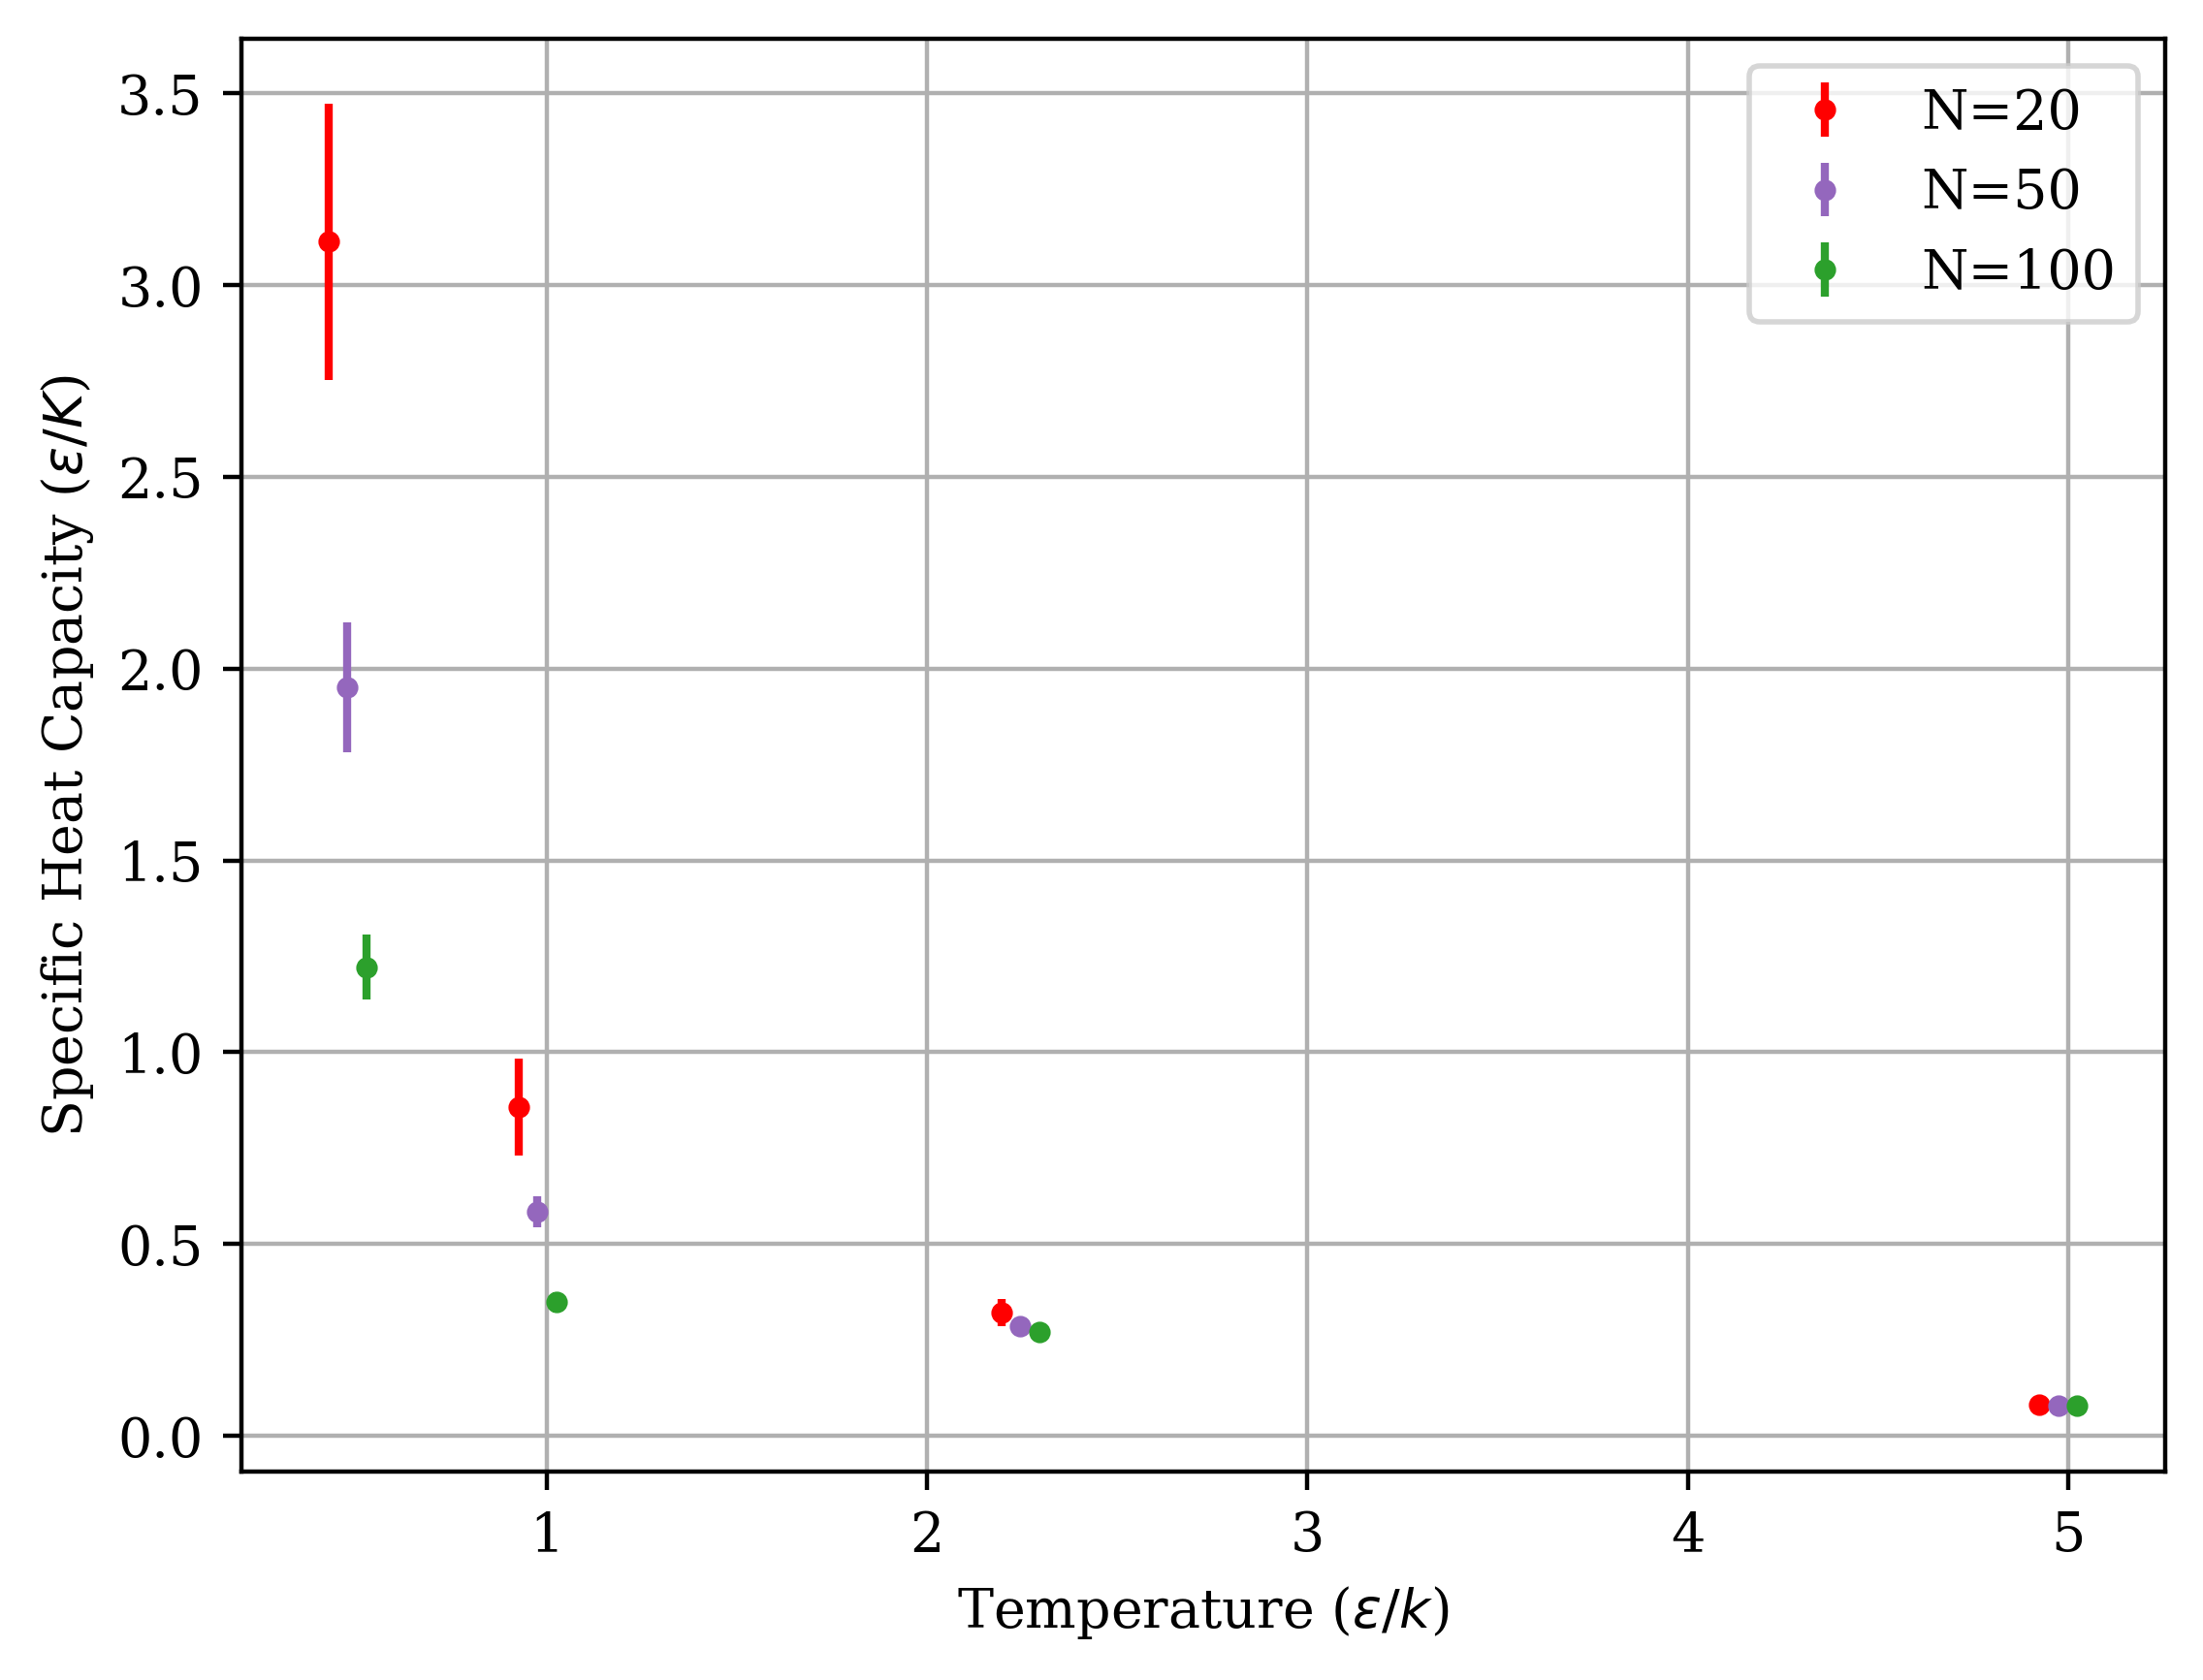 3.5
3.0
2.5
2.0
1.5
1.0
0.5
0.0
Specific Heat Capacity (ε/K)
N=20
N=50
N=100
1 2 3 4 5
Temperature (ε/k)